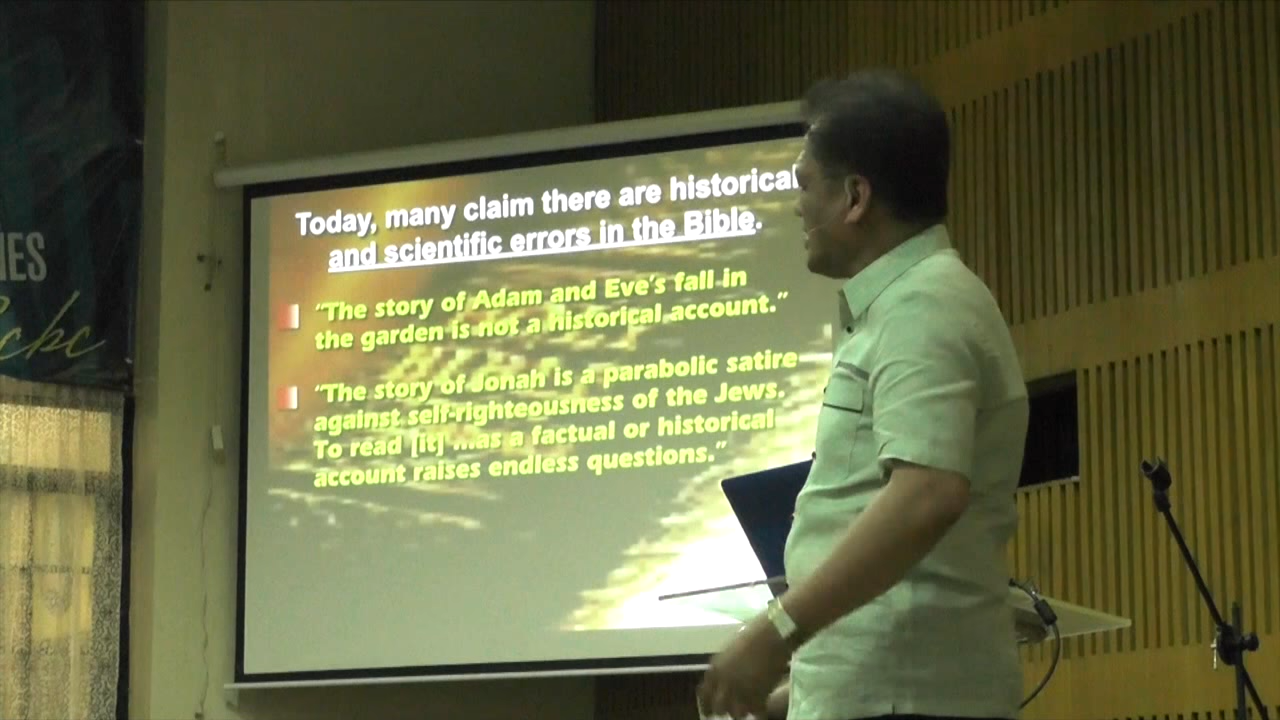 IES
cbc
Today, many claim there are historical
and scientific errors in the Bible.
"The story of Adam and Eve's fall in
the garden is not a historical account."
"The story of Jonah is a parabolic satire
against self-righteousness of the Jews.
To read [it] ...as a factual or historical
account raises endless questions."